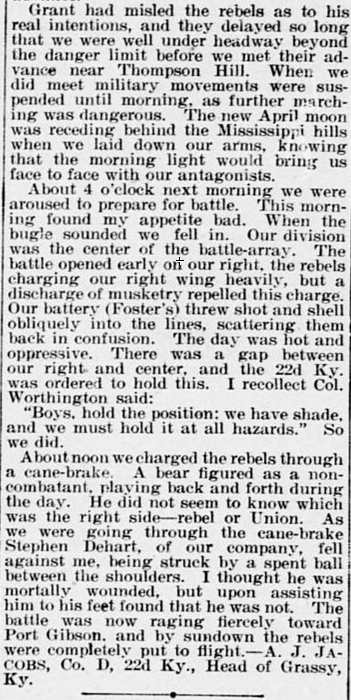 Grant had misled the rebels as to his
real intentions, and they delayed so long
that we were well under headway beyond
the danger limit before we met their ad-
vance near Thompson Hill. When we
did meet military movements were sus-
pended until morning, as further march-
ing was dangerous. The new April moon
was receding behind the Mississippi hills
when we laid down our arms, knowing
that the morning light would bring us
face to face with our antagonists.
About 4 o'clock next morning we were
aroused to prepare for battle. This morn-
ing found my appetite bad. When the
bugle sounded we fell in. Our division
was the center of the battle-array. The
battle opened early on our right, the rebels
charging our right wing heavily, but a
discharge of musketry repelled this charge.
Our battery (Foster's) threw shot and shell
obliquely into the lines, scattering them
back in confusion. The day was hot and
oppressive. There was a gap between
our right and center, and the 22d Ky.
was ordered to hold this. I recollect Col.
Worthington said:
"Boys, hold the position; we have shade,
and we must hold it at all hazards." So
we did.
About noon we charged the rebels through
a cane-brake. A bear figured as a non-
combatant, playing back and forth during
the day. He did not seem to know which
was the right side—rebel or Union. As
we were going through the cane-brake
Stephen Dehart, of our company, fell
against me, being struck by a spent ball
between the shoulders. I thought he was
mortally wounded, but upon assisting
him to his feet found that he was not. The
battle was now raging fiercely toward
Port Gibson, and by sundown the rebels
were completely put to flight.—A. J. JA-
COBS, Co. D, 22d Ky., Head of Grassy,
Ky.